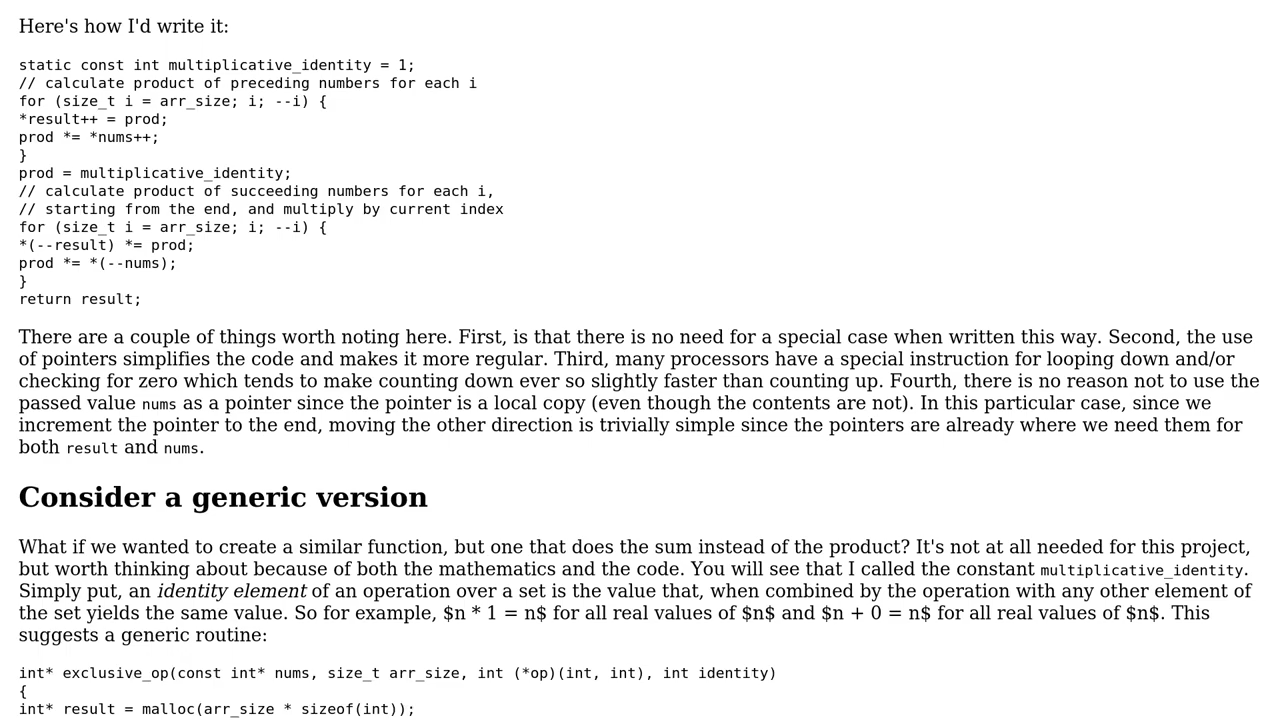 Here's how I'd write it:
static const int multiplicative_identity = 1;
// calculate product of preceding numbers for each i
for (size_t i = arr_size; i; --i) {
*result++ = prod;
prod *= *nums++;
}
prod = multiplicative_identity;
// calculate product of succeeding numbers for each i,
// starting from the end, and multiply by current index
for (size_t i = arr_size; i; --i) {
*(--result) *= prod;
prod *= *(--nums);
}
return result;
There are a couple of things worth noting here. First, is that there is no need for a special case when written this way. Second, the use
of pointers simplifies the code and makes it more regular. Third, many processors have a special instruction for looping down and/or
checking for zero which tends to make counting down ever so slightly faster than counting up. Fourth, there is no reason not to use the
passed value nums as a pointer since the pointer is a local copy (even though the contents are not). In this particular case, since we
increment the pointer to the end, moving the other direction is trivially simple since the pointers are already where we need them for
both result and nums.
Consider a generic version
What if we wanted to create a similar function, but one that does the sum instead of the product? It's not at all needed for this project,
but worth thinking about because of both the mathematics and the code. You will see that I called the constant multiplicative_identity.
Simply put, an identity element of an operation over a set is the value that, when combined by the operation with any other element of
the set yields the same value. So for example, $n * 1 = n$ for all real values of $n$ and $n + 0 = n$ for all real values of $n$. This
suggests a generic routine:
int* exclusive_op(const int* nums, size_t arr_size, int (*op)(int, int), int identity)
{
int* result = malloc(arr_size * sizeof(int));